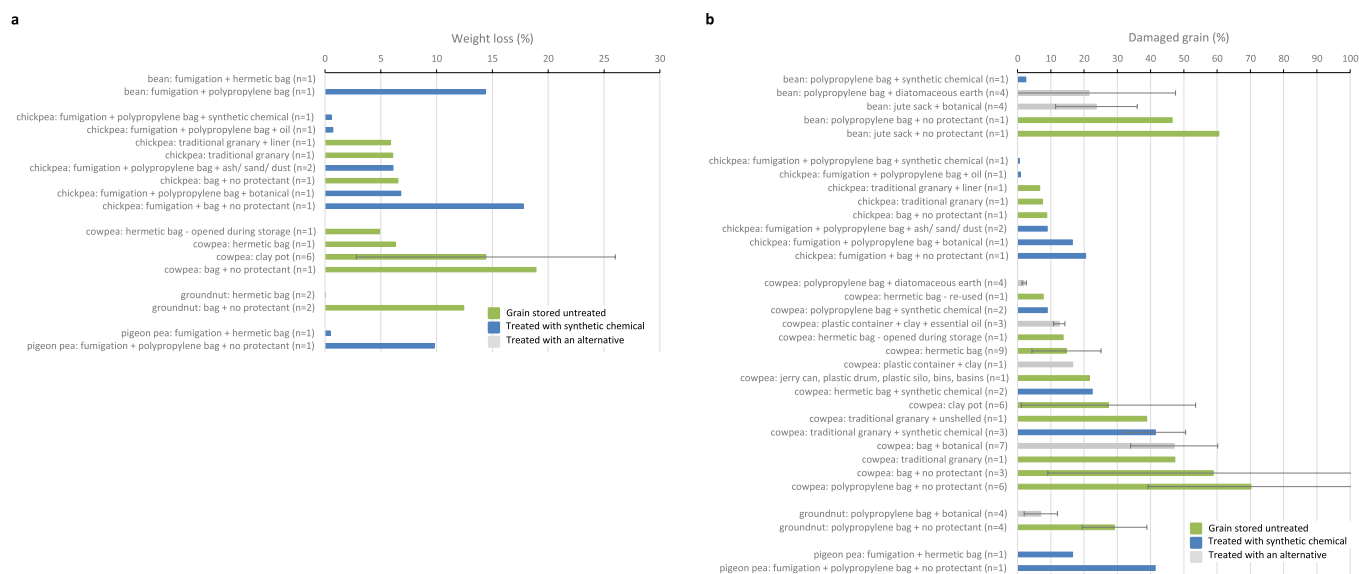 a
Weight loss (%)
0 5 10 15 20 25 30
bean: fumigation + hermetic bag (n=1)
bean: fumigation + polypropylene bag (n=1)
chickpea: fumigation + polypropylene bag + synthetic chemical (n=1)
chickpea: fumigation + polypropylene bag + oil (n=1)
chickpea: traditional granary + liner (n=1)
chickpea: traditional granary (n=1)
chickpea: fumigation + polypropylene bag + ash/ sand/ dust (n=2)
chickpea: bag + no protectant (n=1)
chickpea: fumigation + polypropylene bag + botanical (n=1)
chickpea: fumigation + bag + no protectant (n=1)
cowpea: hermetic bag - opened during storage (n=1)
cowpea: hermetic bag (n=1)
cowpea: clay pot (n=6)
cowpea: bag + no protectant (n=1)
groundnut: hermetic bag (n=2)
groundnut: bag + no protectant (n=2)
pigeon pea: fumigation + hermetic bag (n=1)
pigeon pea: fumigation + polypropylene bag + no protectant (n=1)
Grain stored untreated
Treated with synthetic chemical
Treated with an alternative
b
Damaged grain (%)
0 10 20 30 40 50 60 70 80 90 100
bean: polypropylene bag + synthetic chemical (n=1)
bean: polypropylene bag + diatomaceous earth (n=4)
bean: jute sack + botanical (n=4)
bean: polypropylene bag + no protectant (n=1)
bean: jute sack + no protectant (n=1)
chickpea: fumigation + polypropylene bag + synthetic chemical (n=1)
chickpea: fumigation + polypropylene bag + oil (n=1)
chickpea: traditional granary + liner (n=1)
chickpea: traditional granary (n=1)
chickpea: bag + no protectant (n=1)
chickpea: fumigation + polypropylene bag + ash/ sand/ dust (n=2)
chickpea: fumigation + polypropylene bag + botanical (n=1)
chickpea: fumigation + bag + no protectant (n=1)
cowpea: polypropylene bag + diatomaceous earth (n=4)
cowpea: hermetic bag - re-used (n=1)
cowpea: polypropylene bag + synthetic chemical (n=2)
cowpea: plastic container + clay + essential oil (n=3)
cowpea: hermetic bag - opened during storage (n=1)
cowpea: hermetic bag (n=9)
cowpea: plastic container + clay (n=1)
cowpea: jerry can, plastic drum, plastic silo, bins, basins (n=1)
cowpea: hermetic bag + synthetic chemical (n=2)
cowpea: clay pot (n=6)
cowpea: traditional granary + unshelled (n=1)
cowpea: traditional granary + synthetic chemical (n=3)
cowpea: bag + botanical (n=7)
cowpea: traditional granary (n=1)
cowpea: bag + no protectant (n=3)
cowpea: polypropylene bag + no protectant (n=6)
groundnut: polypropylene bag + botanical (n=4)
groundnut: polypropylene bag + no protectant (n=4)
pigeon pea: fumigation + hermetic bag (n=1)
pigeon pea: fumigation + polypropylene bag + no protectant (n=1)
Grain stored untreated
Treated with synthetic chemical
Treated with an alternative